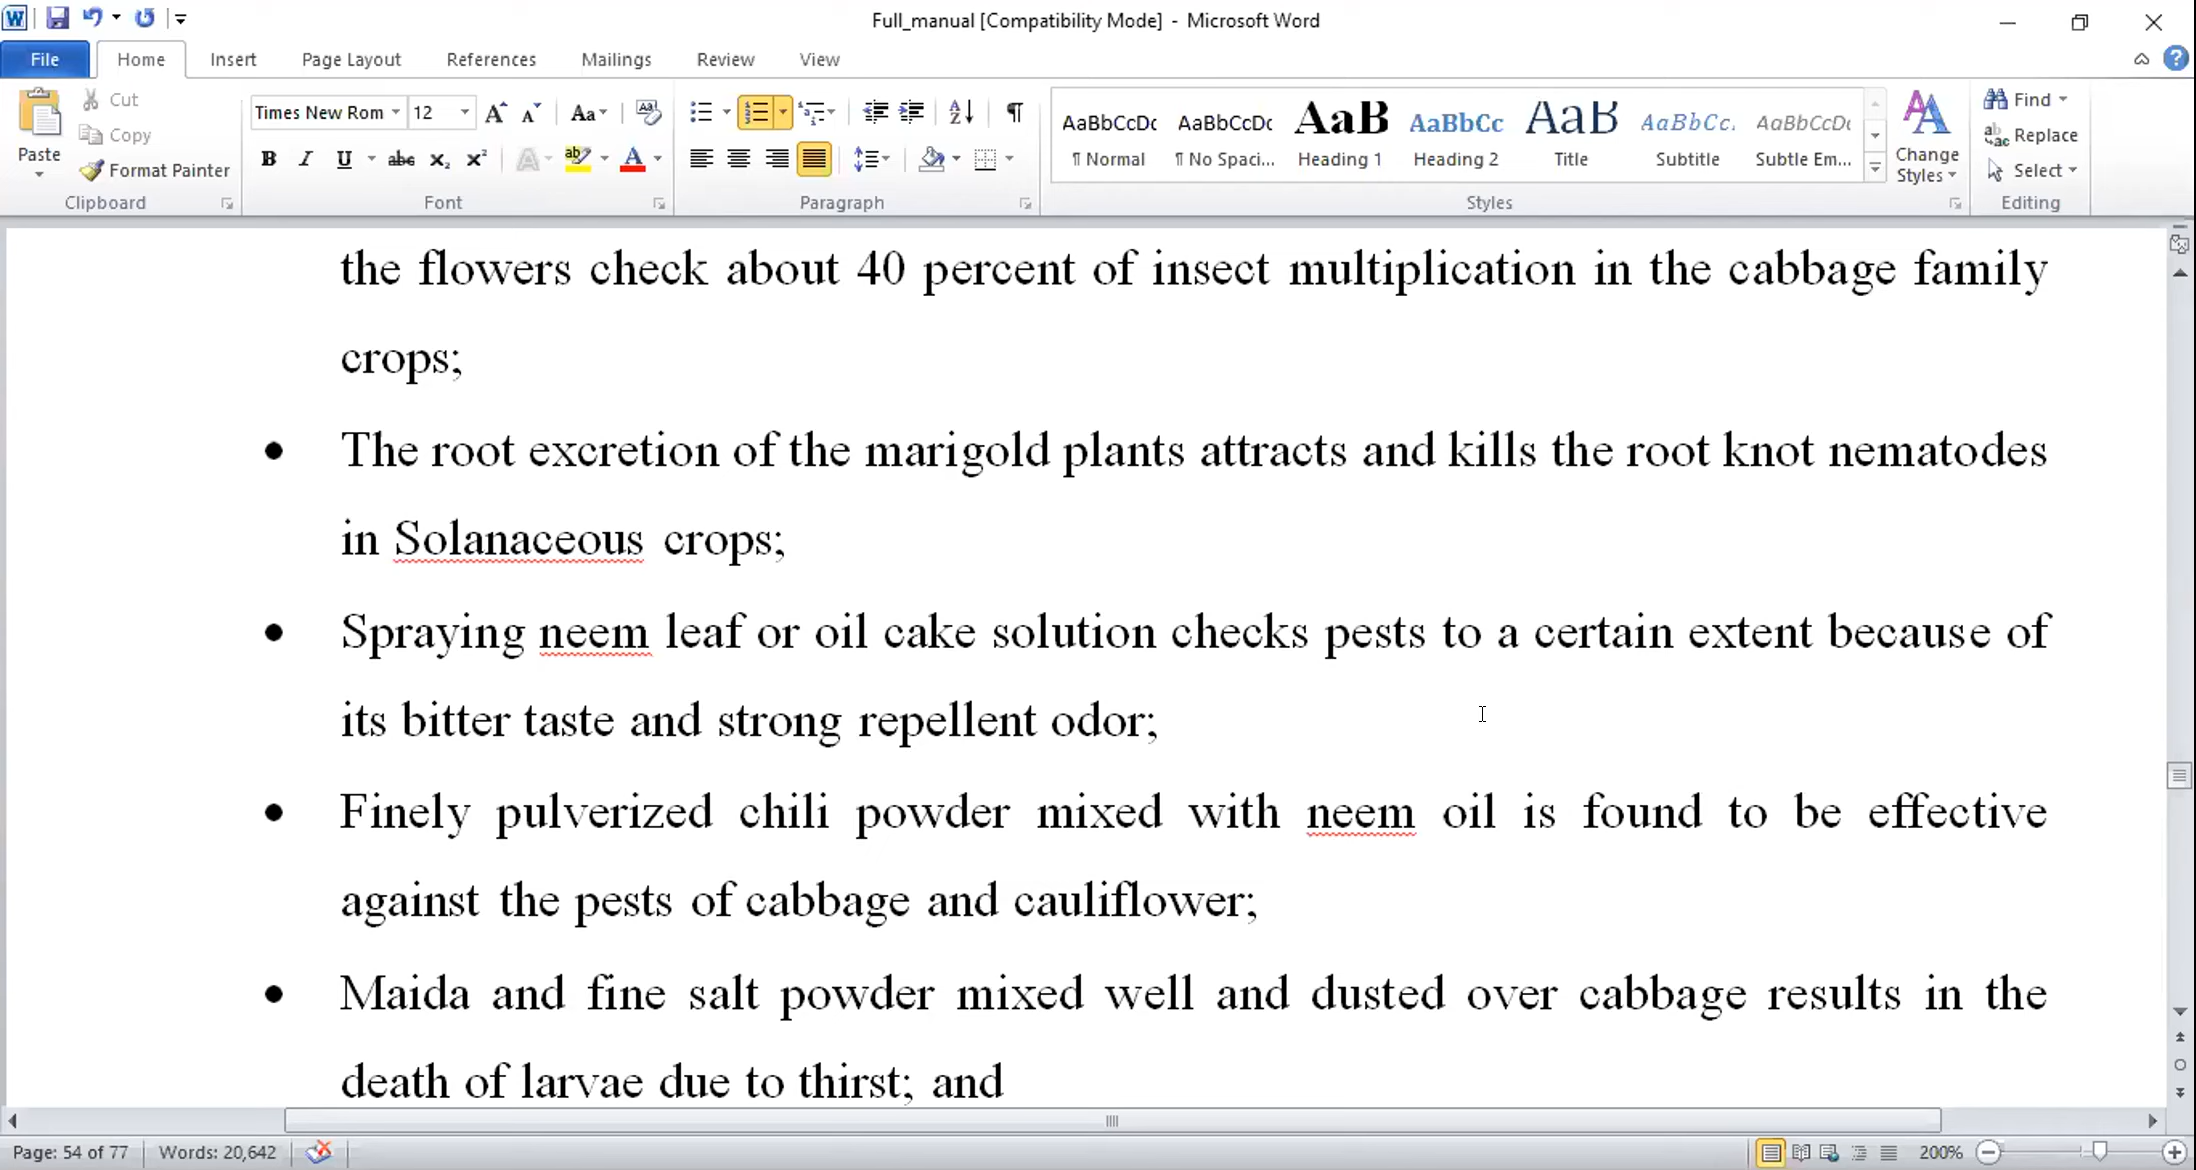 Full_manual [Compatibility Mode] - Microsoft Word
File Home Insert Page Layout References Mailings Review View
Paste
Cut
Copy
Format Painter
Clipboard
Times New Rom 12
Font
Paragraph
AaBbCcDc AaBbCcDc AaB AaBbCc AaB AaBbCc. AaBbCcDc
¶ Normal ¶ No Spaci... Heading 1 Heading 2 Title Subtitle Subtle Em...
Change
Styles
Styles
Find
Replace
Select
Editing
the flowers check about 40 percent of insect multiplication in the cabbage family
crops;
• The root excretion of the marigold plants attracts and kills the root knot nematodes
in Solanaceous crops;
• Spraying neem leaf or oil cake solution checks pests to a certain extent because of
its bitter taste and strong repellent odor;
• Finely pulverized chili powder mixed with neem oil is found to be effective
against the pests of cabbage and cauliflower;
• Maida and fine salt powder mixed well and dusted over cabbage results in the
death of larvae due to thirst; and
Page: 54 of 77 Words: 20,642 200%